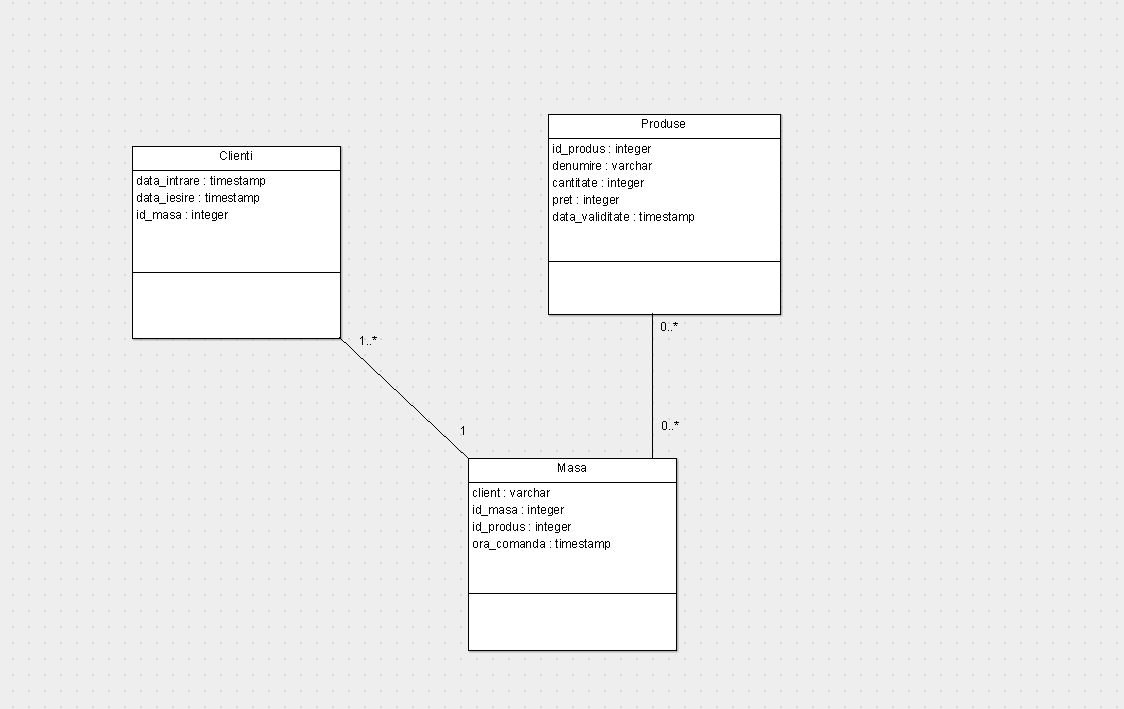 Clienti
data_intrare : timestamp
data_iesire : timestamp
id_masa : integer
Produse
id_produs : integer
denumire : varchar
cantitate : integer
pret : integer
data_validitate : timestamp
1..*
1
0..*
0..*
Masa
client : varchar
id_masa : integer
id_produs : integer
ora_comanda : timestamp